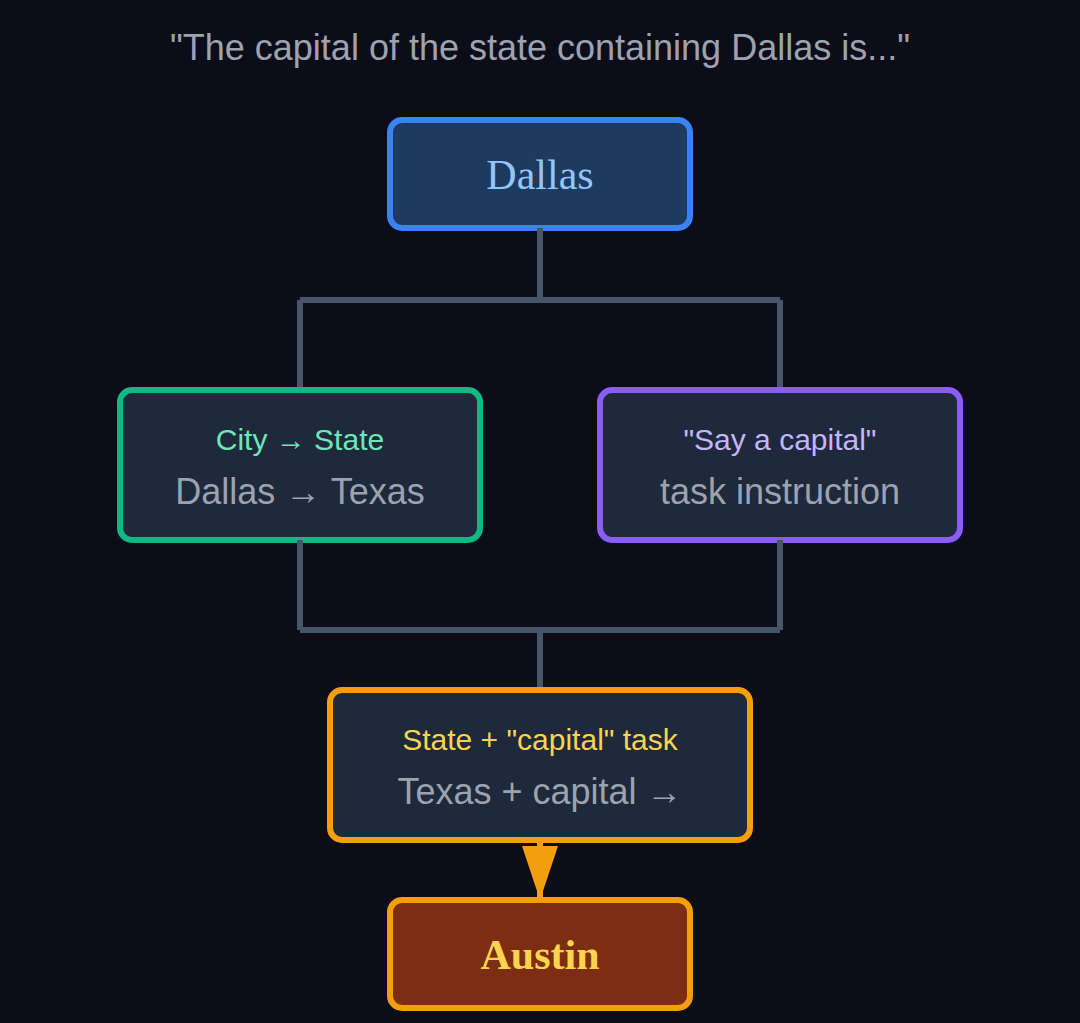 "The capital of the state containing Dallas is..."
Dallas
City → State
Dallas → Texas
"Say a capital"
task instruction
State + "capital" task
Texas + capital →
Austin